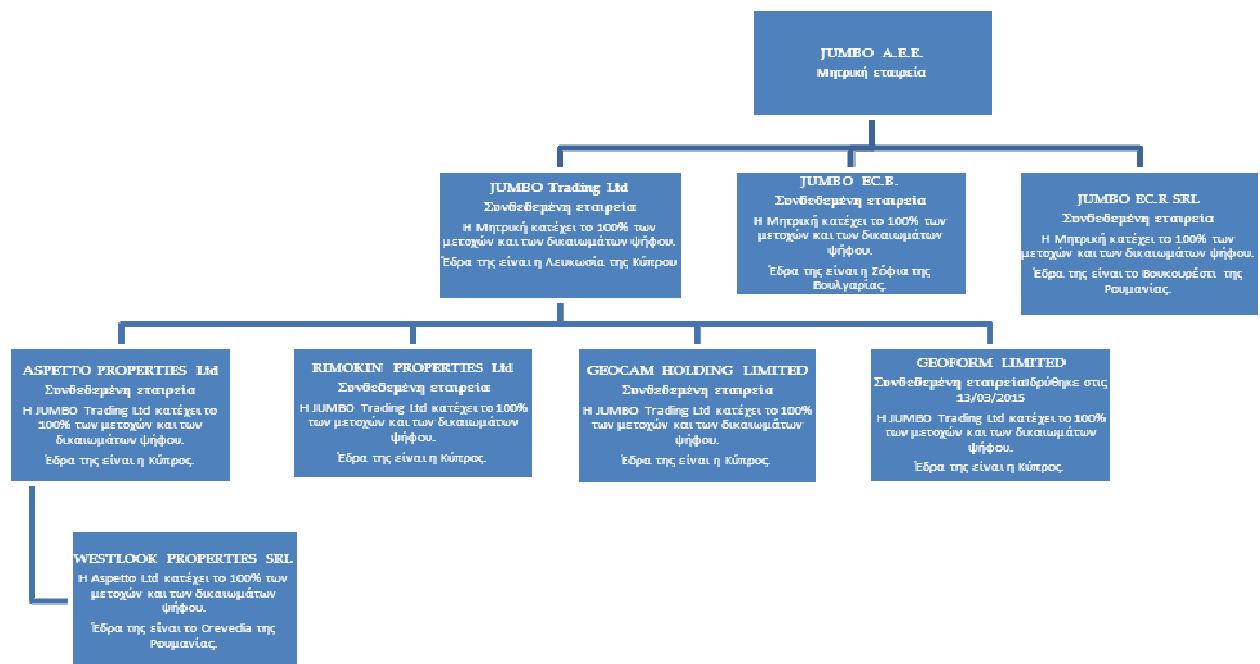 JUMBO A.E.E.
Μητρική εταιρεία
JUMBO Trading Ltd
Συνδεδεμένη εταιρεία
Η Μητρική κατέχει το 100% των
μετοχών και των δικαιωμάτων ψήφου.
Έδρα της είναι η Λευκωσία της Κύπρου
JUMBO EC.B.
Συνδεδεμένη εταιρεία
Η Μητρική κατέχει το 100% των
μετοχών και των δικαιωμάτων
ψήφου.
Έδρα της είναι η Σόφια της
Βουλγαρίας.
JUMBO EC.R SRL
Συνδεδεμένη εταιρεία
Η Μητρική κατέχει το 100% των
μετοχών και των δικαιωμάτων ψήφου.
Έδρα της είναι το Βουκουρέστι της
Ρουμανίας.
ASPETTO PROPERTIES Ltd
Συνδεδεμένη εταιρεία
Η JUMBO Trading Ltd κατέχει το
100% των μετοχών και των
δικαιωμάτων ψήφου.
Έδρα της είναι η Κύπρος.
RIMOKIN PROPERTIES Ltd
Συνδεδεμένη εταιρεία
Η JUMBO Trading Ltd κατέχει το 100%
των μετοχών και των δικαιωμάτων
ψήφου.
Έδρα της είναι η Κύπρος.
GEOCAM HOLDING LIMITED
Συνδεδεμένη εταιρεία
Η JUMBO Trading Ltd κατέχει το 100%
των μετοχών και των δικαιωμάτων
ψήφου.
Έδρα της είναι η Κύπρος.
GEOFORM LIMITED
Συνδεδεμένη εταιρεία ιδρύθηκε στις
13/03/2015
Η JUMBO Trading Ltd κατέχει το 100%
των μετοχών και των δικαιωμάτων
ψήφου.
Έδρα της είναι η Κύπρος.
WESTLOOK PROPERTIES SRL
Η Aspetto Ltd κατέχει το 100% των
μετοχών και των δικαιωμάτων
ψήφου.
Έδρα της είναι το Crevedia της
Ρουμανίας.